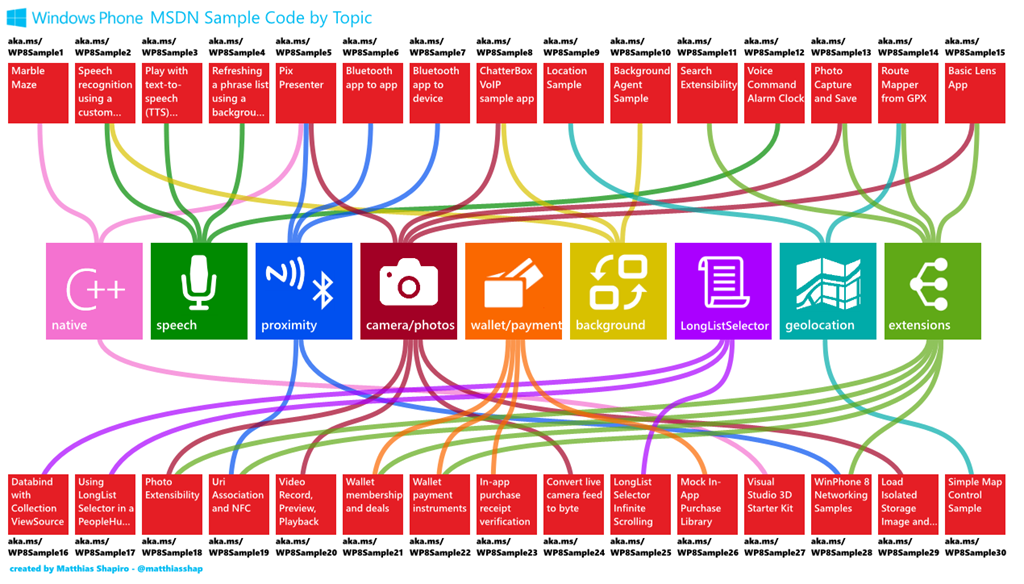 Windows Phone MSDN Sample Code by Topic
aka.ms/ aka.ms/ aka.ms/ aka.ms/ aka.ms/ aka.ms/ aka.ms/ aka.ms/ aka.ms/ aka.ms/ aka.ms/ aka.ms/ aka.ms/ aka.ms/ aka.ms/
WP8Sample1 WP8Sample2 WP8Sample3 WP8Sample4 WP8Sample5 WP8Sample6 WP8Sample7 WP8Sample8 WP8Sample9 WP8Sample10 WP8Sample11 WP8Sample12 WP8Sample13 WP8Sample14 WP8Sample15
Marble
Maze
Speech
recognition
using a
custom...
Play with
text-to-
speech
(TTS)...
Refreshing
a phrase list
using a
backgrou...
Pix
Presenter
Bluetooth
app to app
Bluetooth
app to
device
ChatterBox
VoIP
sample app
Location
Sample
Background
Agent
Sample
Search
Extensibility
Voice
Command
Alarm Clock
Photo
Capture
and Save
Route
Mapper
from GPX
Basic Lens
App
C++
native
speech
proximity
camera/photos
wallet/payment
background
LongListSelector
geolocation
extensions
Databind
with
Collection
ViewSource
Using
LongList
Selector in a
PeopleHu...
Photo
Extensibility
Uri
Association
and NFC
Video
Record,
Preview,
Playback
Wallet
membership
and deals
Wallet
payment
instruments
In-app
purchase
receipt
verification
Convert live
camera feed
to byte
LongList
Selector
Infinite
Scrolling
Mock In-
App
Purchase
Library
Visual
Studio 3D
Starter Kit
WinPhone 8
Networking
Samples
Load
Isolated
Storage
Image and...
Simple Map
Control
Sample
aka.ms/ aka.ms/ aka.ms/ aka.ms/ aka.ms/ aka.ms/ aka.ms/ aka.ms/ aka.ms/ aka.ms/ aka.ms/ aka.ms/ aka.ms/ aka.ms/ aka.ms/
WP8Sample16 WP8Sample17 WP8Sample18 WP8Sample19 WP8Sample20 WP8Sample21 WP8Sample22 WP8Sample23 WP8Sample24 WP8Sample25 WP8Sample26 WP8Sample27 WP8Sample28 WP8Sample29 WP8Sample30
created by Matthias Shapiro - @matthiasshap